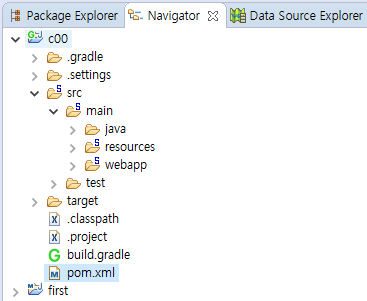 Package Explorer Navigator Data Source Explorer
c00
.gradle
.settings
src
main
java
resources
webapp
test
target
.classpath
.project
build.gradle
pom.xml
first